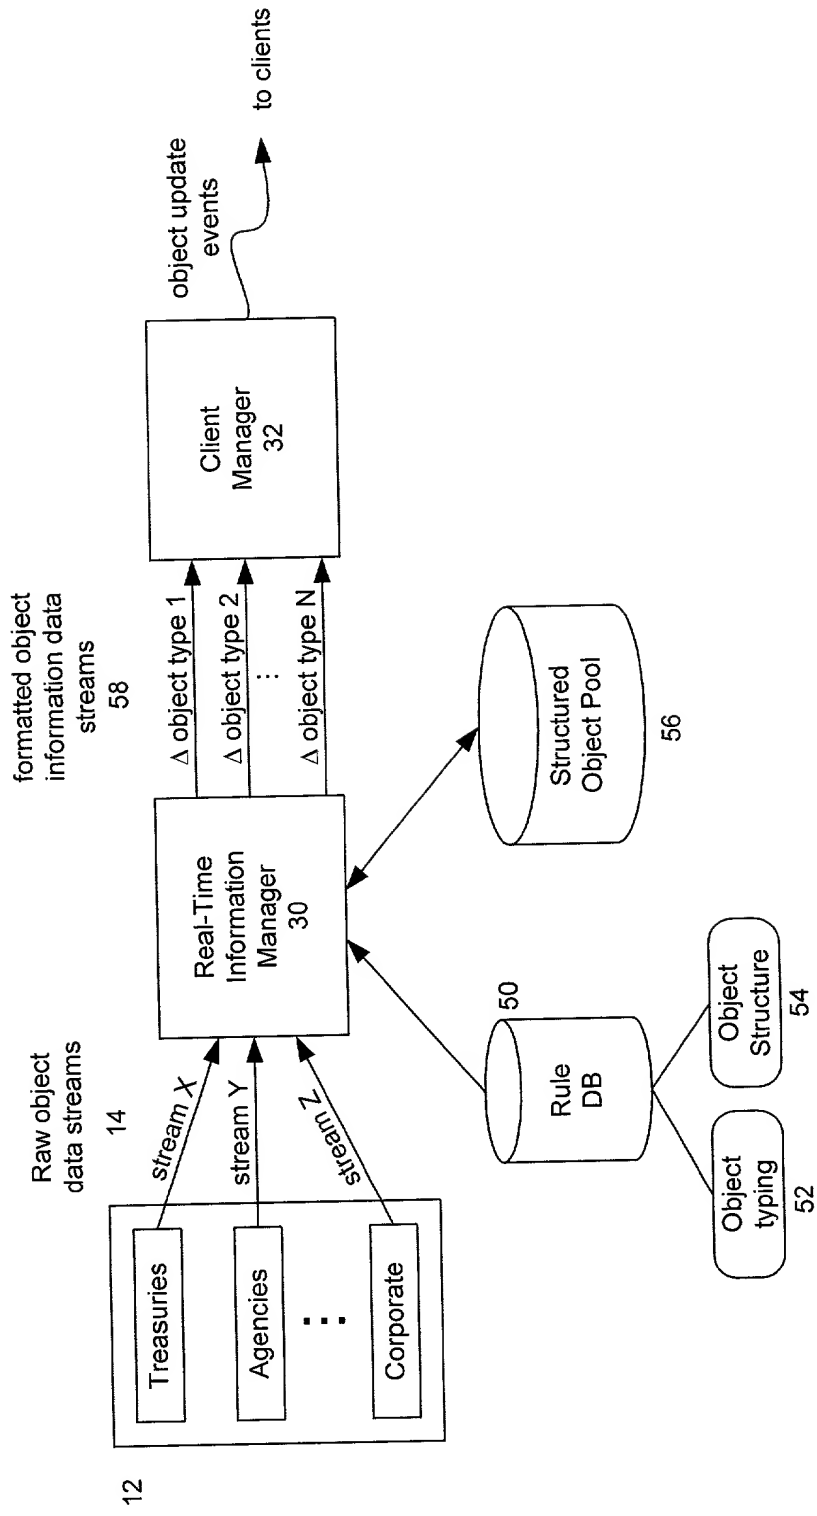 12
Treasuries
Agencies
Corporate
Raw object
data streams
14
stream X
stream Y
stream Z
Real-Time
Information
Manager
30
formatted object
information data
streams
58
Δ object type 1
Δ object type 2
⋮
Δ object type N
Client
Manager
32
object update
events
to clients
Rule
DB
50
Object
typing
52
Object
Structure
54
Structured
Object Pool
56